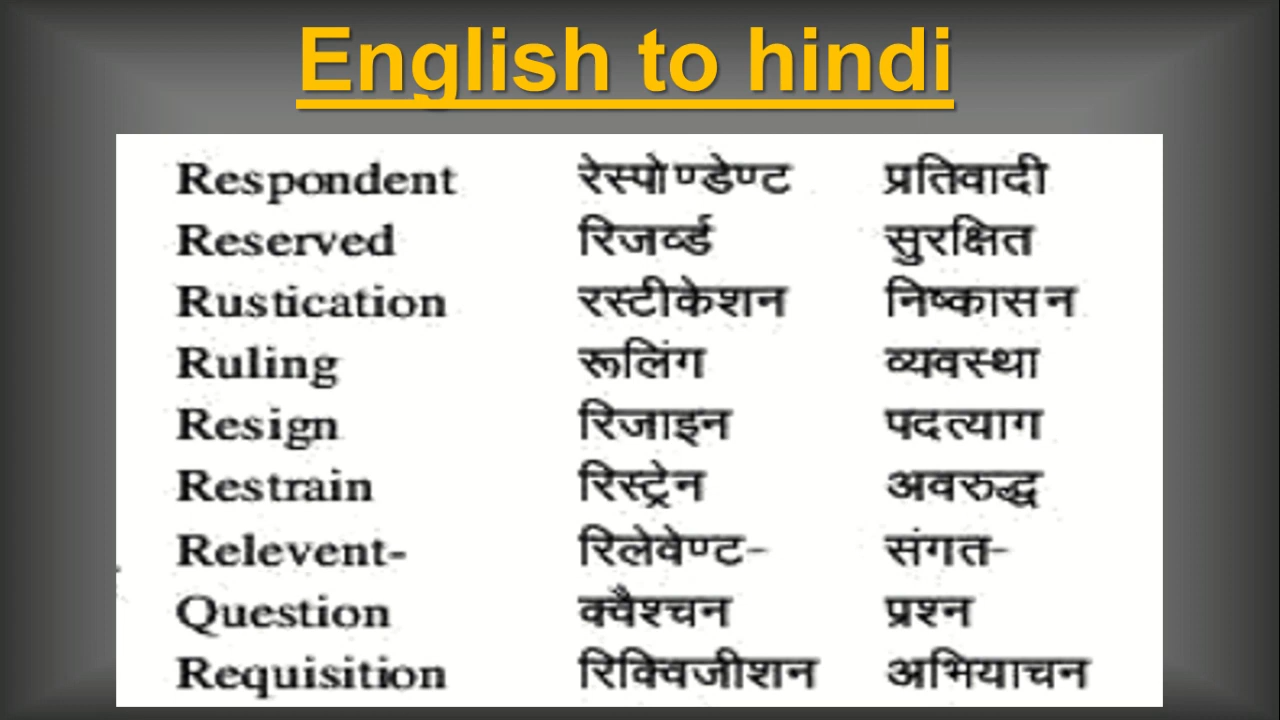 English to hindi
Respondent रेस्पोण्डेण्ट प्रतिवादी
Reserved रिजर्व्ड सुरक्षित
Rustication रस्टीकेशन निष्कासन
Ruling रूलिंग व्यवस्था
Resign रिजाइन पदत्याग
Restrain रिस्ट्रेन अवरुद्ध
Relevent- रिलेवेण्ट- संगत-
Question क्वैश्चन प्रश्न
Requisition रिक्विजीशन अभियाचन